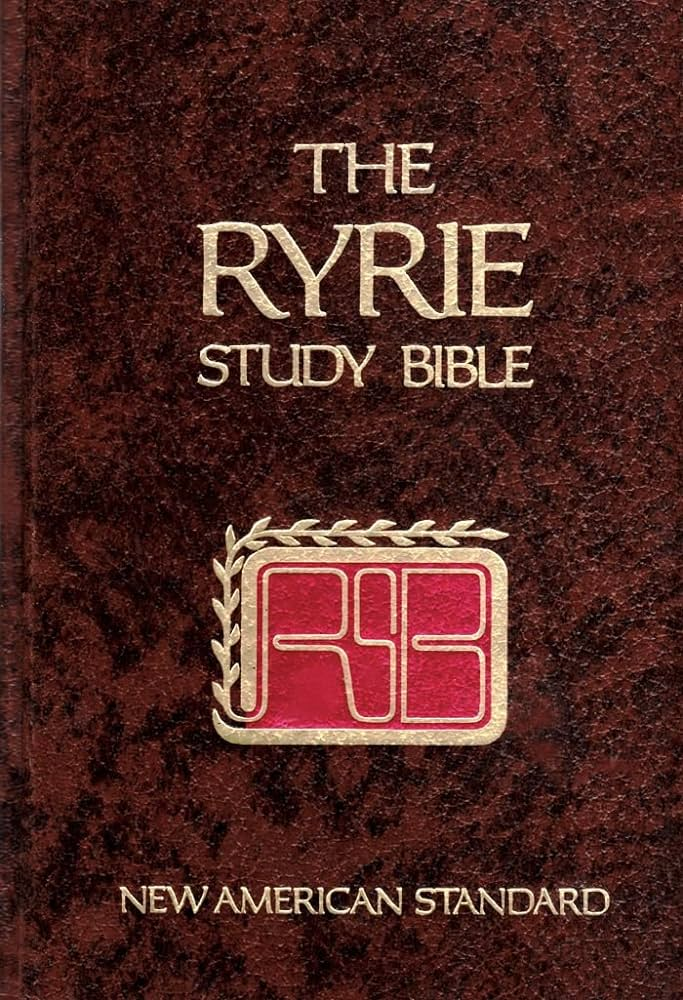 THE
RYRIE
STUDY BIBLE
RSB
NEW AMERICAN STANDARD